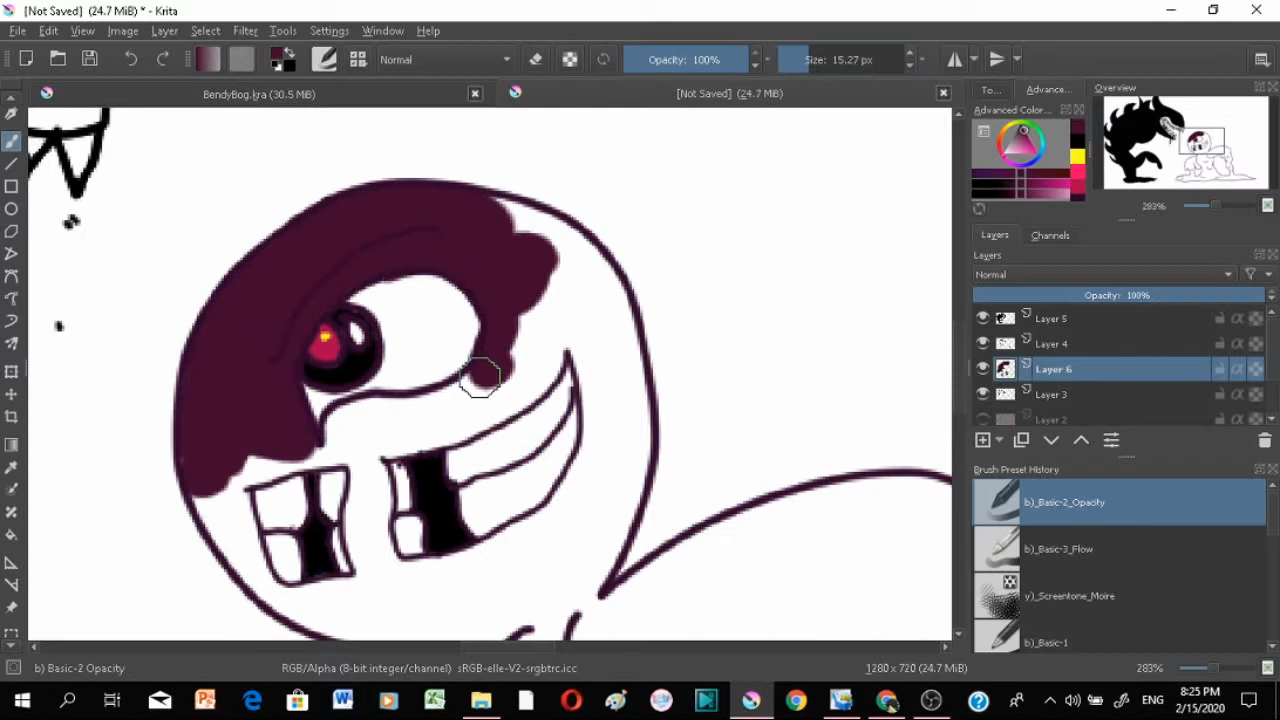 [Not Saved] (24.7 MiB) * - Krita
File Edit View Image Layer Select Filter Tools Settings Window Help
Normal Opacity: 100% Size: 15.27 px
BendyBog.kra (30.5 MiB) [Not Saved] (24.7 MiB)
To... Advance... Overview
Advanced Color...
283%
Layers Channels
Layers
Normal
Opacity: 100%
Layer 5
Layer 4
Layer 6
Layer 3
Layer 2
Brush Preset History
b)_Basic-2_Opacity
b)_Basic-3_Flow
y)_Screentone_Moire
b)_Basic-1
b) Basic-2 Opacity RGB/Alpha (8-bit integer/channel) sRGB-elle-V2-srgbtrc.icc 1280 x 720 (24.7 MiB) 283%
ENG 8:25 PM
2/15/2020